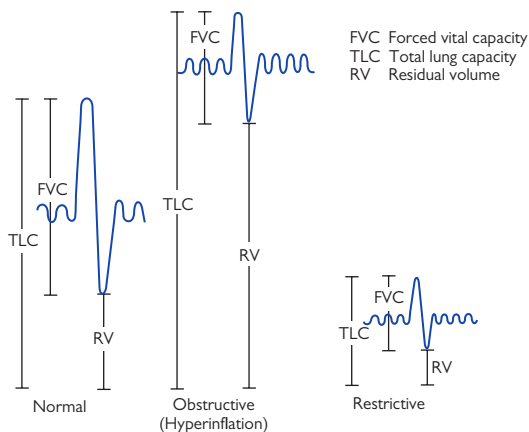 FVC Forced vital capacity
TLC Total lung capacity
RV Residual volume
FVC
TLC
RV
Normal
FVC
TLC
RV
Obstructive
(Hyperinflation)
FVC
TLC
RV
Restrictive